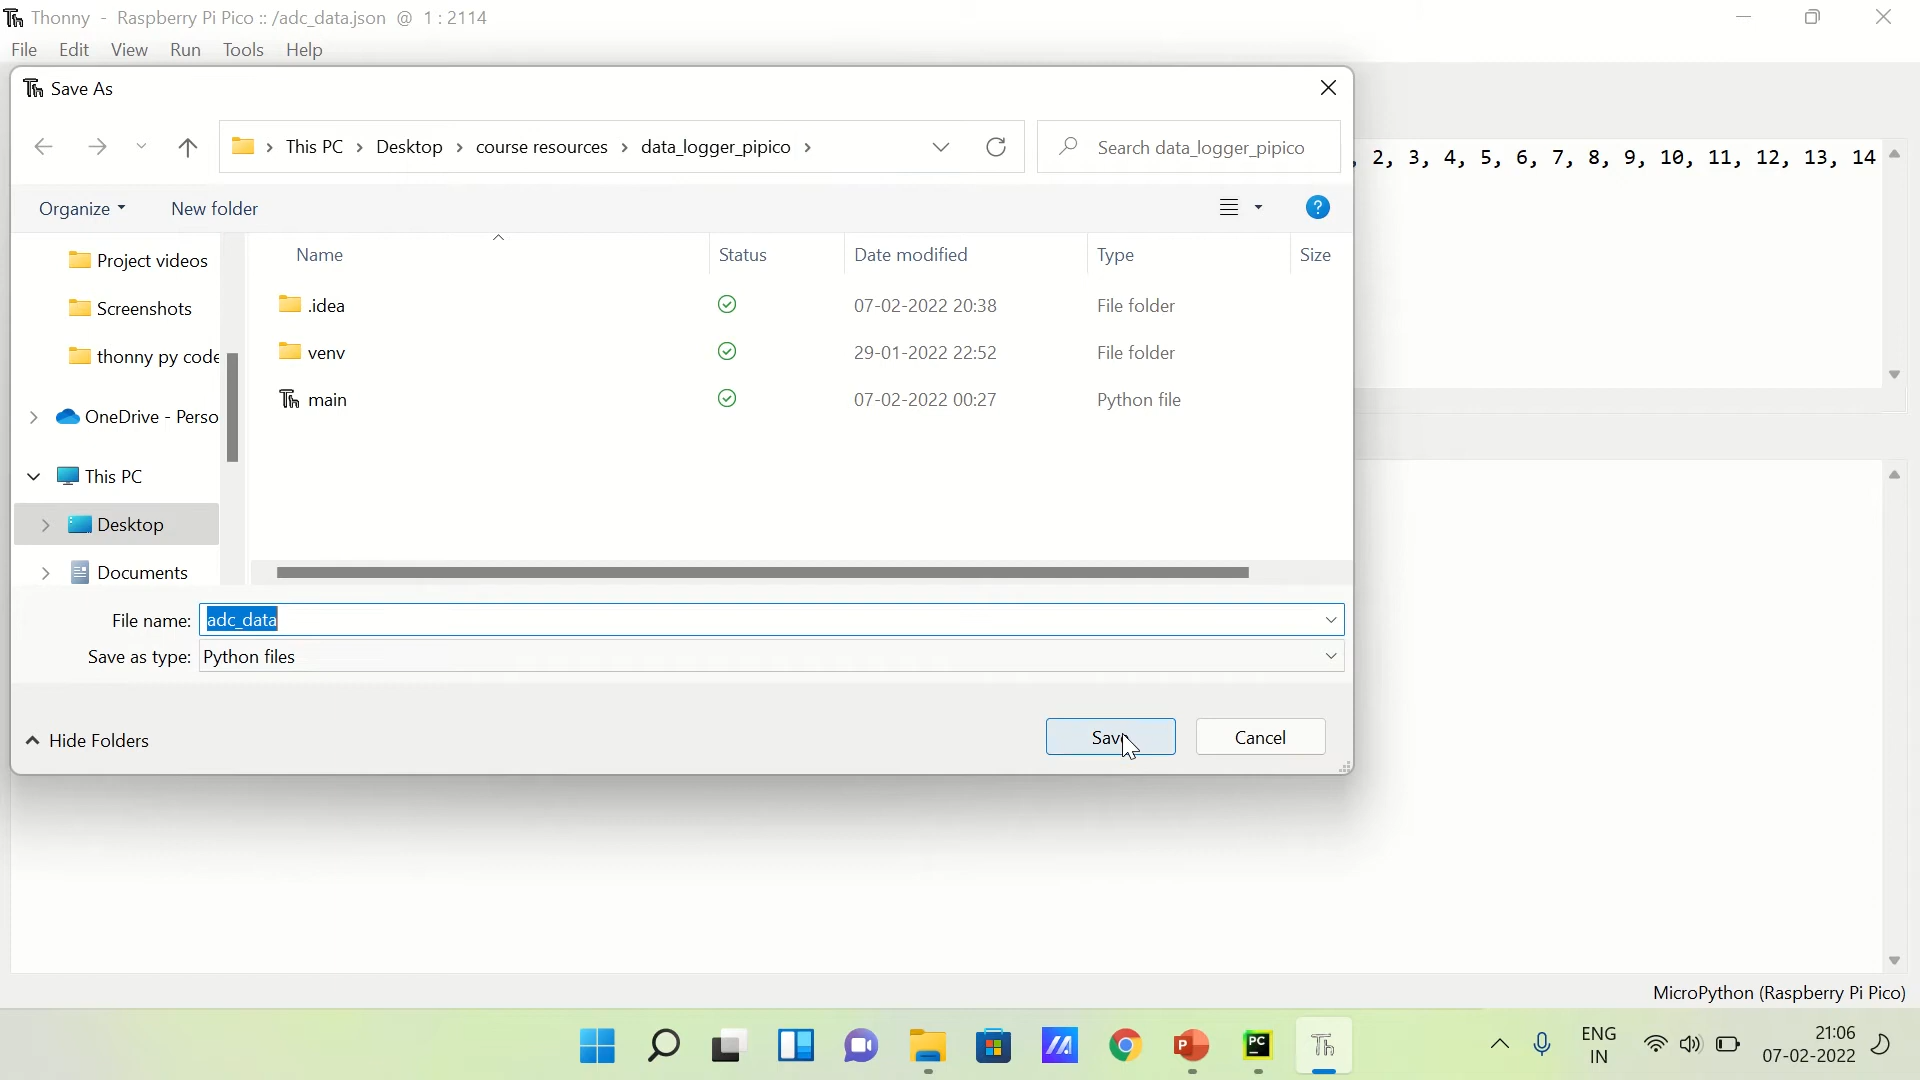 Thonny - Raspberry Pi Pico :: /adc_data.json @ 1 : 2114
File Edit View Run Tools Help
Save As
This PC > Desktop > course resources > data_logger_pipico >
Search data_logger_pipico
, 2, 3, 4, 5, 6, 7, 8, 9, 10, 11, 12, 13, 14
Organize New folder
?
Name Status Date modified Type Size
Project videos
Screenshots
thonny py code
OneDrive - Perso
This PC
Desktop
Documents
.idea 07-02-2022 20:38 File folder
venv 29-01-2022 22:52 File folder
main 07-02-2022 00:27 Python file
File name: adc_data
Save as type: Python files
Hide Folders
Save Cancel
MicroPython (Raspberry Pi Pico)
P
PC
Th
ENG
IN
21:06
07-02-2022